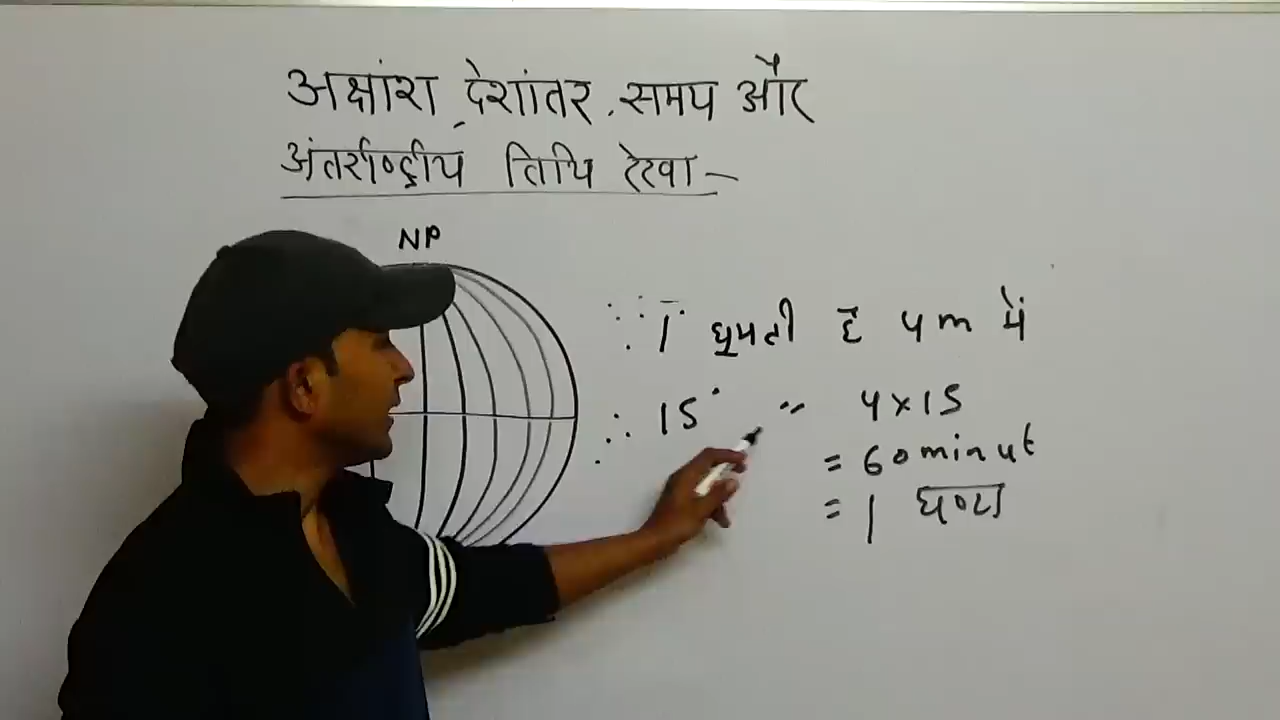 अक्षांश, देशांतर, समय और
अंतर्राष्ट्रीय तिथि रेखा –
NP
∵ 1° घूमती है 4m में
∴ 15° " 4×15
= 60 minut
= 1 घण्टा